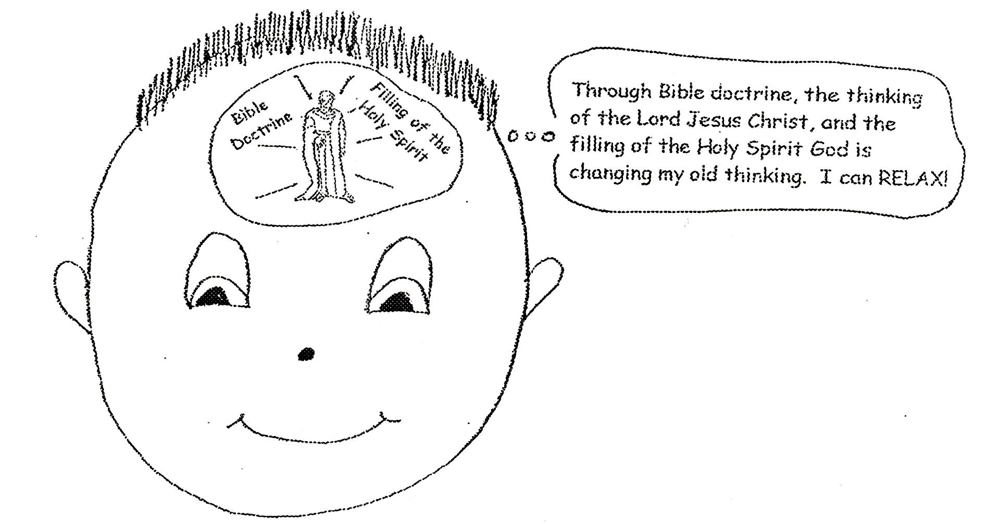 Bible
Doctrine
Filling of the
Holy Spirit
Through Bible doctrine, the thinking
of the Lord Jesus Christ, and the
filling of the Holy Spirit God is
changing my old thinking. I can RELAX!